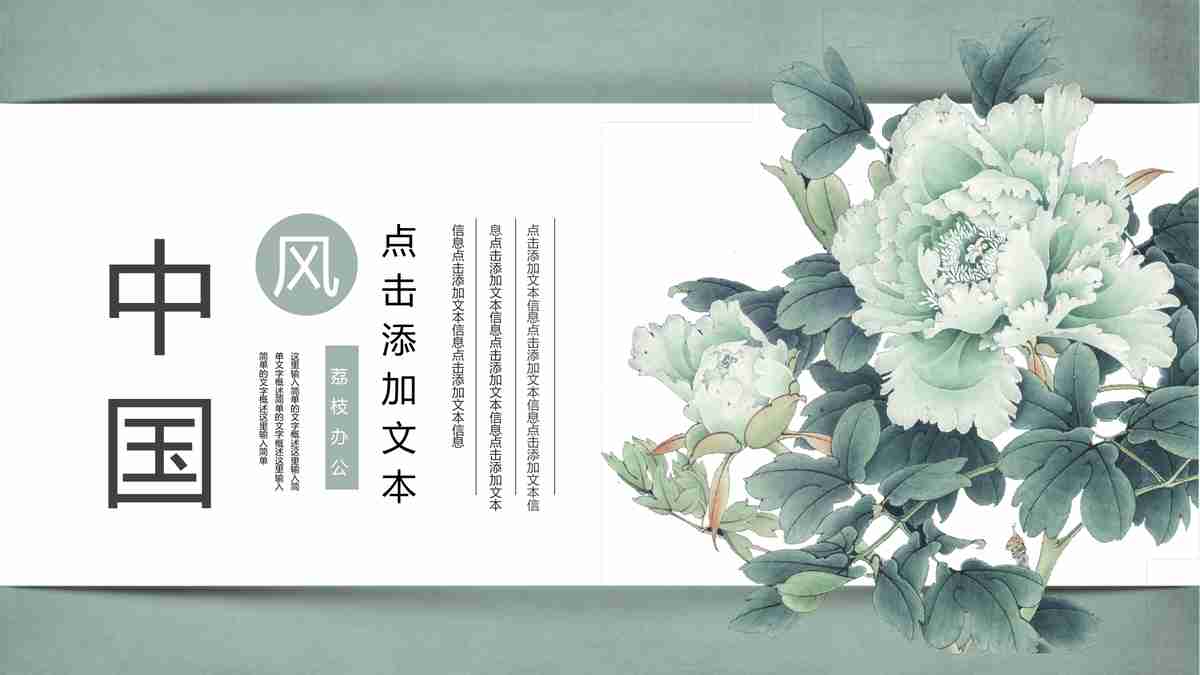 中国
风
荔枝办公
这里输入简单的文字概述这里输入简
单文字概述简单的文字概述这里输入
简单的文字概述这里输入简单
点击添加文本
点击添加文本信息点击添加文本信息点击添加文本信
息点击添加文本信息点击添加文本信息点击添加文本
信息点击添加文本信息点击添加文本信息